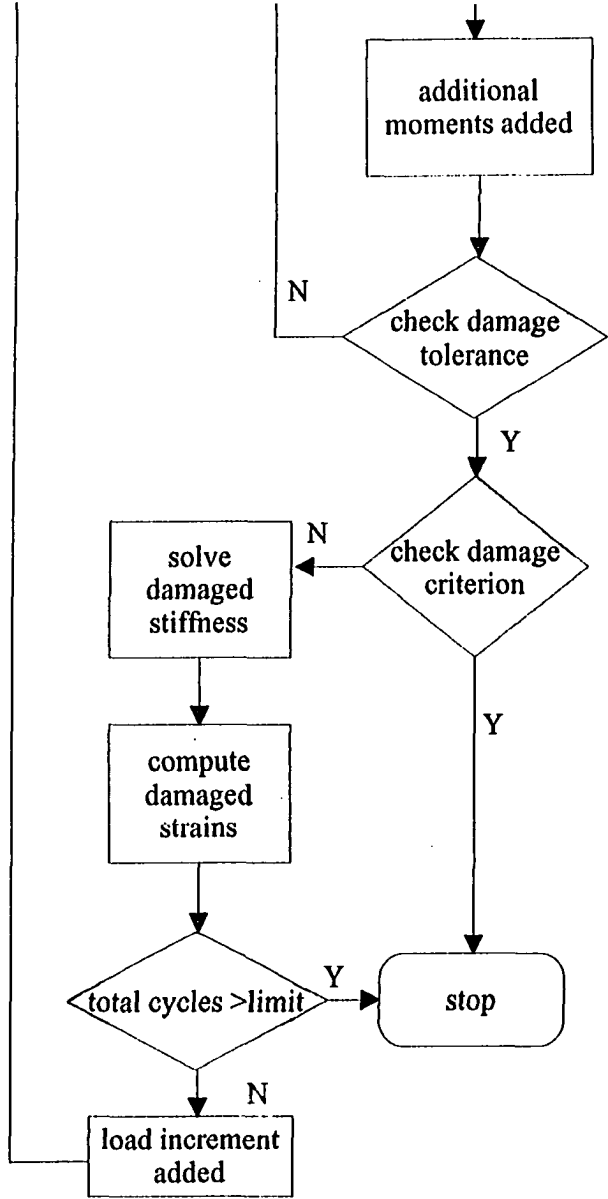 additional
moments added
N
check damage
tolerance
Y
N
check damage
criterion
solve
damaged
stiffness
Y
compute
damaged
strains
Y
total cycles >limit
stop
N
load increment
added